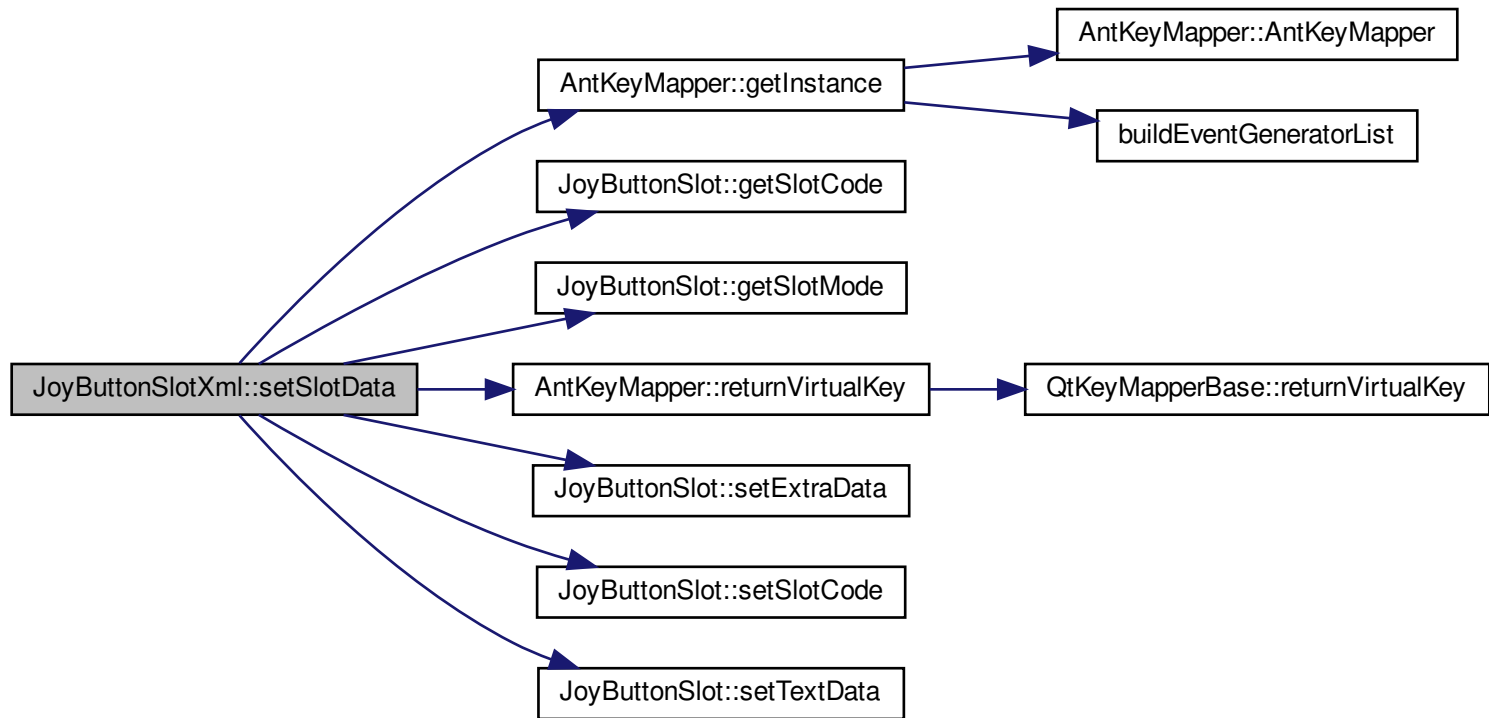 AntKeyMapper::AntKeyMapper
AntKeyMapper::getInstance
buildEventGeneratorList
JoyButtonSlot::getSlotCode
JoyButtonSlot::getSlotMode
JoyButtonSlotXml::setSlotData
AntKeyMapper::returnVirtualKey
QtKeyMapperBase::returnVirtualKey
JoyButtonSlot::setExtraData
JoyButtonSlot::setSlotCode
JoyButtonSlot::setTextData